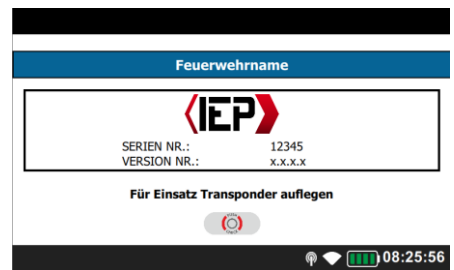 Feuerwehrname
IEP
SERIEN NR.: 12345
VERSION NR.: x.x.x.x
Für Einsatz Transponder auflegen
08:25:56